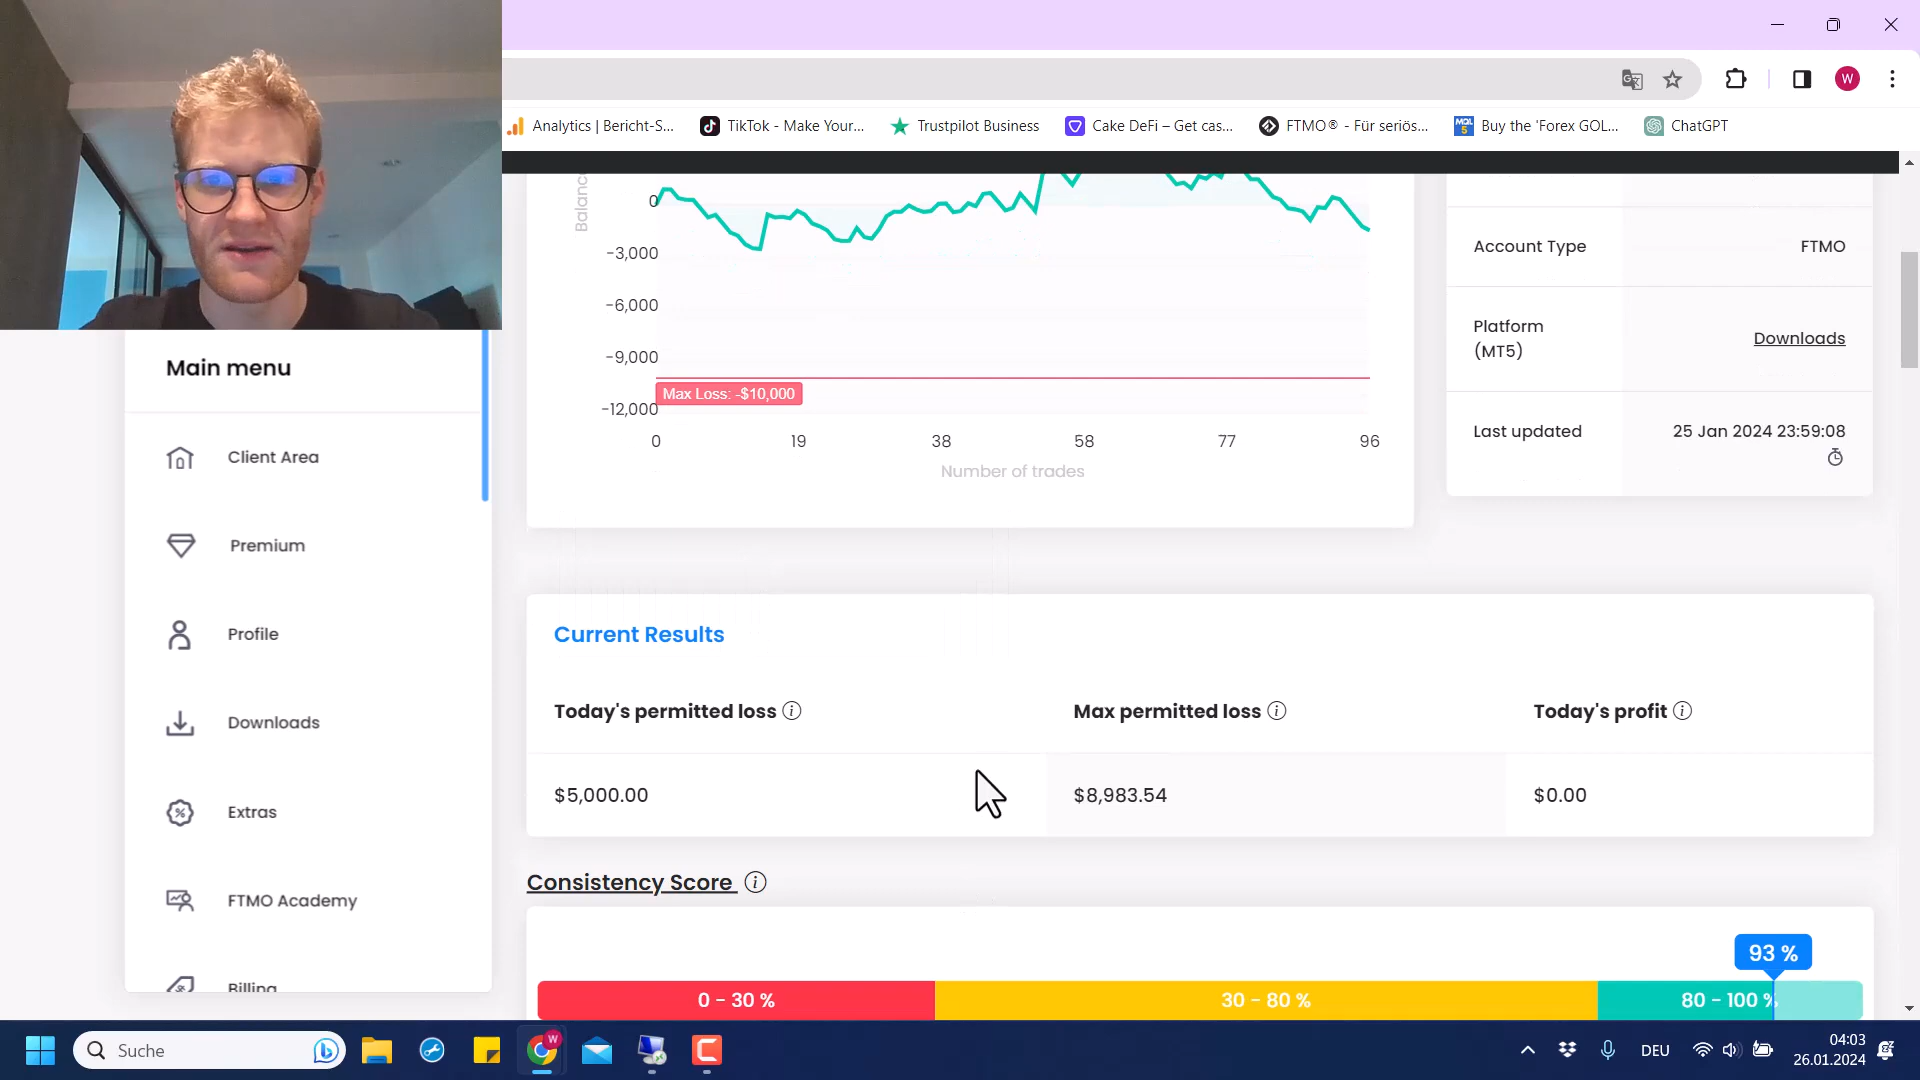 W
Analytics | Bericht-S...
TikTok - Make Your...
Trustpilot Business
Cake DeFi – Get cas...
FTMO® - Für seriös...
Buy the 'Forex GOL...
ChatGPT
0
-3,000
-6,000
-9,000
-12,000
Max Loss: -$10,000
0 19 38 58 77 96
Number of trades
Account Type FTMO
Platform
(MT5)
Downloads
Last updated 25 Jan 2024 23:59:08
Main menu
Client Area
Premium
Profile
Downloads
Extras
FTMO Academy
Billing
Current Results
Today's permitted loss Max permitted loss Today's profit
$5,000.00 $8,983.54 $0.00
Consistency Score
93 %
0 - 30 % 30 - 80 % 80 - 100 %
Suche
W
DEU
04:03
26.01.2024